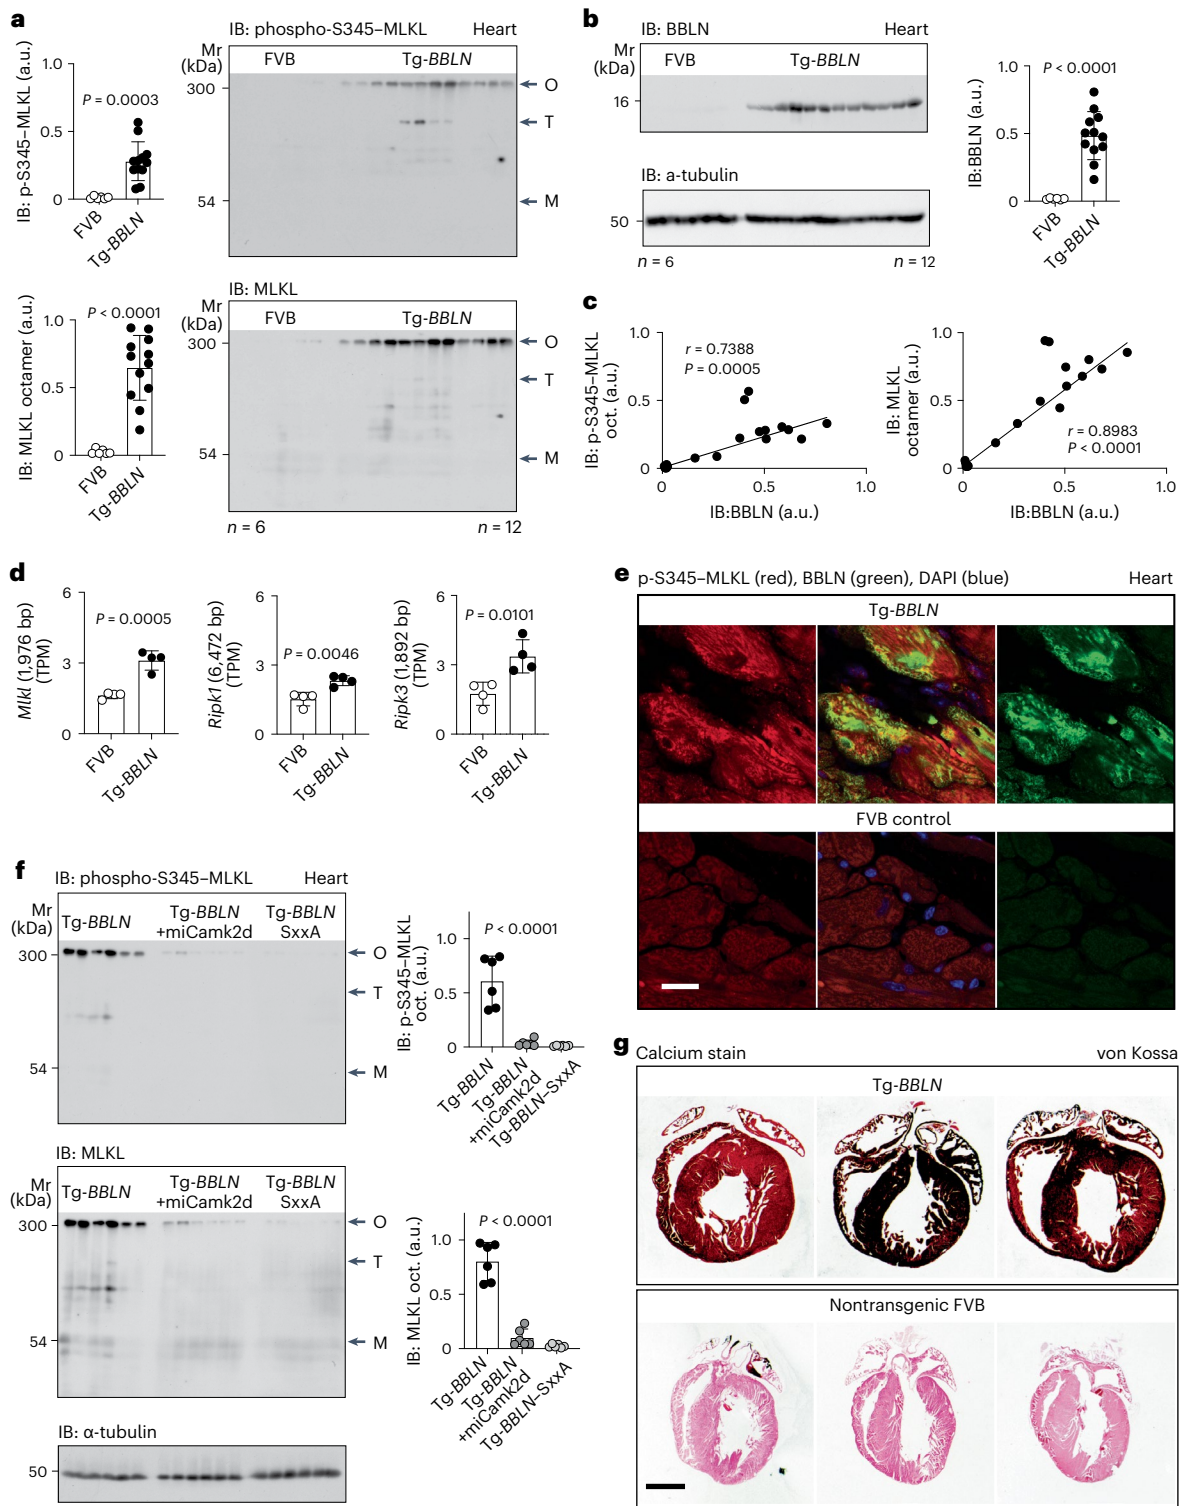 a
IB: phospho-S345–MLKL Heart
Mr
(kDa)
FVB Tg-BBLN
300
54
O
T
M
IB: p-S345–MLKL (a.u.)
1.0
0.5
0
P = 0.0003
FVB
Tg-BBLN
IB: MLKL
Mr
(kDa)
FVB Tg-BBLN
300
54
O
T
M
n = 6 n = 12
IB: MLKL octamer (a.u.)
1.0
0.5
0
P < 0.0001
FVB
Tg-BBLN
b
IB: BBLN Heart
Mr
(kDa)
FVB Tg-BBLN
16
IB: a-tubulin
50
n = 6 n = 12
IB:BBLN (a.u.)
1.0
0.5
0
P < 0.0001
FVB
Tg-BBLN
c
IB: p-S345–MLKL
oct. (a.u.)
1.0
0.5
0
r = 0.7388
P = 0.0005
0 0.5 1.0
IB:BBLN (a.u.)
IB: MLKL
octamer (a.u.)
1.0
0.5
0
r = 0.8983
P < 0.0001
0 0.5 1.0
IB:BBLN (a.u.)
d
Mlkl (1,976 bp)
(TPM)
6
3
0
P = 0.0005
FVB
Tg-BBLN
Ripk1 (6,472 bp)
(TPM)
6
3
0
P = 0.0046
FVB
Tg-BBLN
Ripk3 (1,892 bp)
(TPM)
6
3
0
P = 0.0101
FVB
Tg-BBLN
e
p-S345–MLKL (red), BBLN (green), DAPI (blue) Heart
Tg-BBLN
FVB control
f
IB: phospho-S345–MLKL Heart
Mr
(kDa)
Tg-BBLN
Tg-BBLN
+miCamk2d
Tg-BBLN
SxxA
300
54
O
T
M
IB: p-S345–MLKL
oct. (a.u.)
1.0
0.5
0
P < 0.0001
Tg-BBLN
Tg-BBLN
+miCamk2d
Tg-BBLN–SxxA
IB: MLKL
Mr
(kDa)
Tg-BBLN
Tg-BBLN
+miCamk2d
Tg-BBLN
SxxA
300
54
O
T
M
IB: MLKL oct. (a.u.)
1.0
0.5
0
P < 0.0001
Tg-BBLN
Tg-BBLN
+miCamk2d
Tg-BBLN–SxxA
IB: α-tubulin
50
g
Calcium stain von Kossa
Tg-BBLN
Nontransgenic FVB